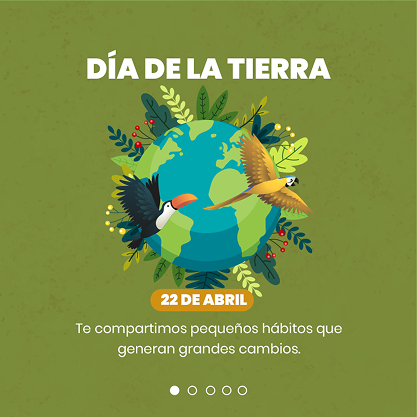 DÍA DE LA TIERRA
22 DE ABRIL
Te compartimos pequeños hábitos que
generan grandes cambios.